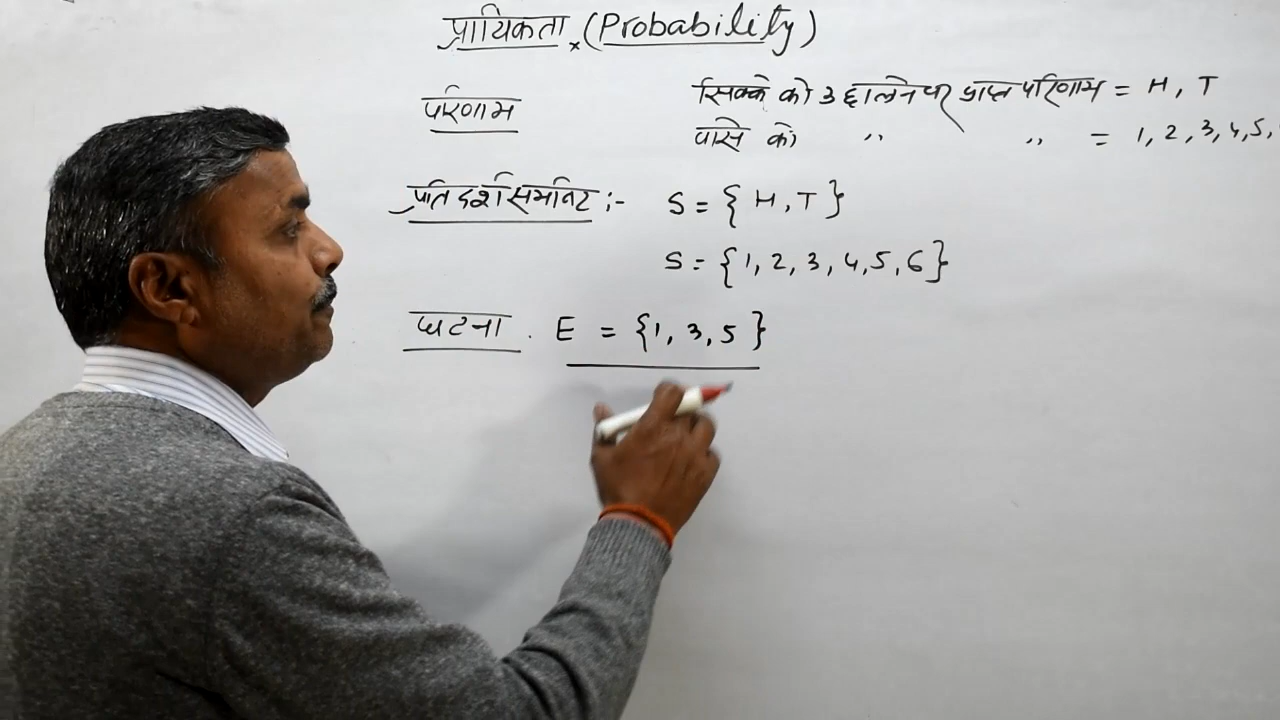 प्रायिकता (Probability)
परिणाम सिक्के को उछालने पर प्राप्त परिणाम = H, T
पासे को ,, ,, = 1, 2, 3, 4, 5,
प्रतिदर्श समष्टि :- S = { H, T }
S = {1, 2, 3, 4, 5, 6}
घटना . E = {1, 3, 5 }